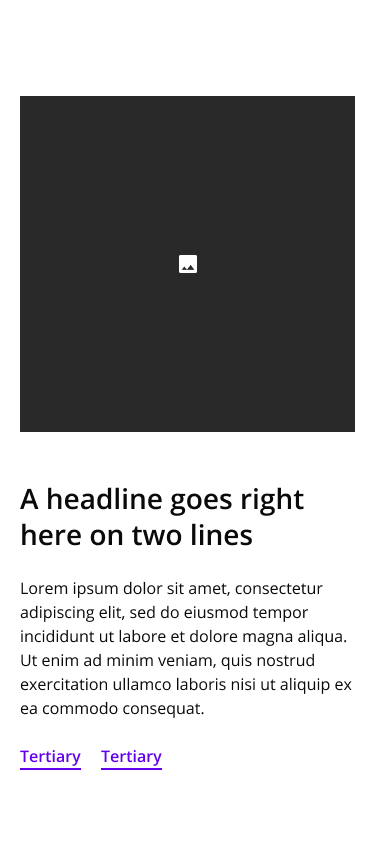 A headline goes right
here on two lines
Lorem ipsum dolor sit amet, consectetur
adipiscing elit, sed do eiusmod tempor
incididunt ut labore et dolore magna aliqua.
Ut enim ad minim veniam, quis nostrud
exercitation ullamco laboris nisi ut aliquip ex
ea commodo consequat.
Tertiary Tertiary